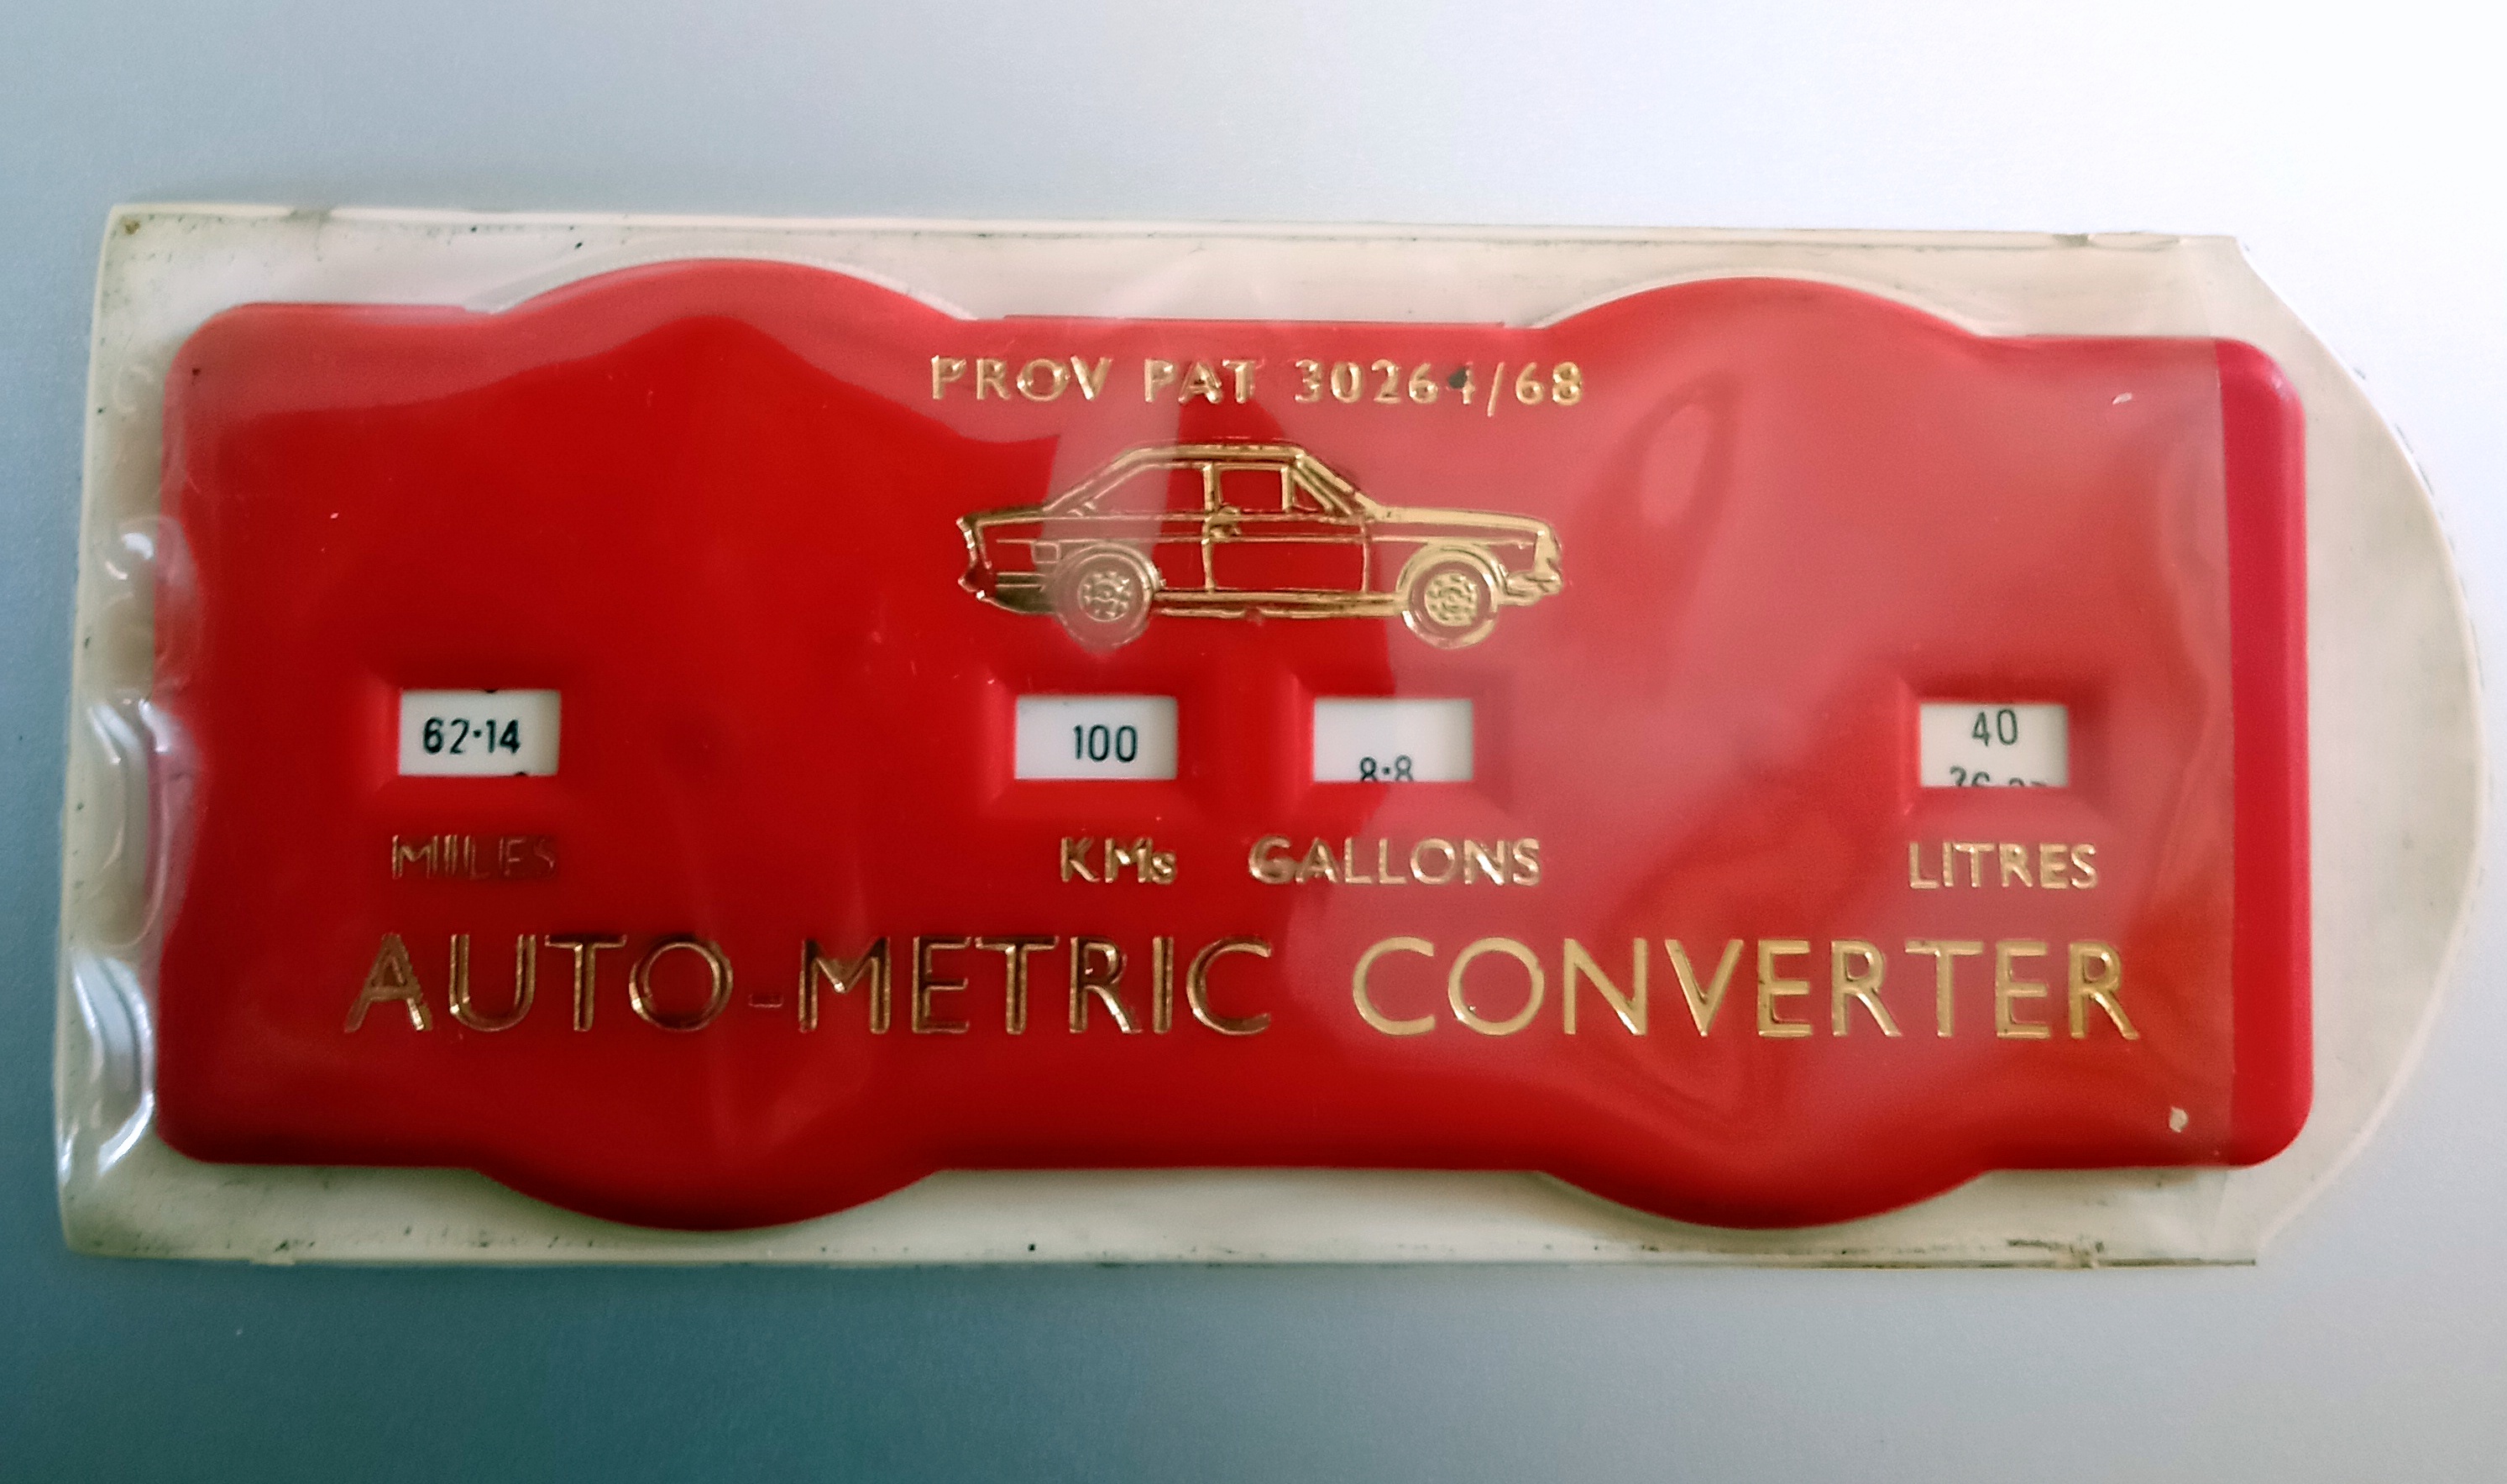 PROV PAT 30264/68
62·14 100 8·8 40
MILES KMs GALLONS LITRES
AUTO-METRIC CONVERTER